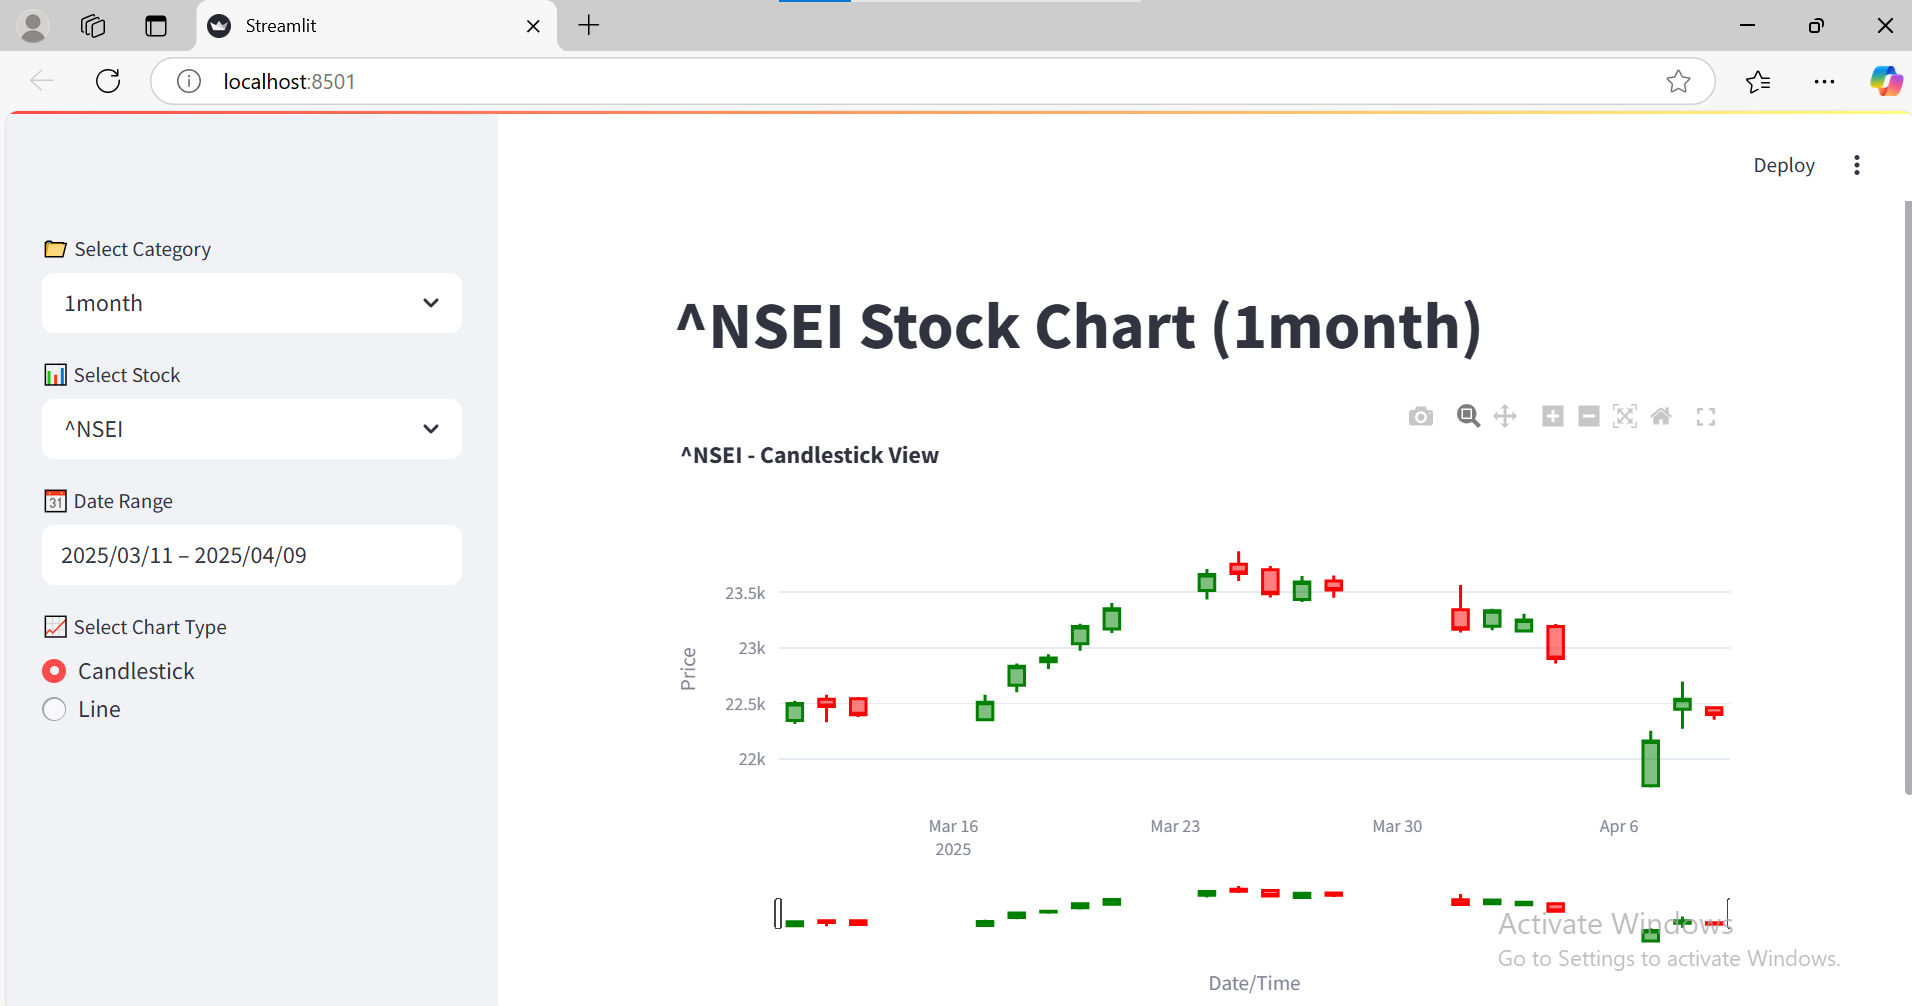 Streamlit
localhost:8501
Deploy
Select Category
1month
Select Stock
^NSEI
31 Date Range
2025/03/11 – 2025/04/09
Select Chart Type
Candlestick
Line
^NSEI Stock Chart (1month)
^NSEI - Candlestick View
Price
23.5k
23k
22.5k
22k
Mar 16
2025
Mar 23
Mar 30
Apr 6
Date/Time
Activate Windows
Go to Settings to activate Windows.